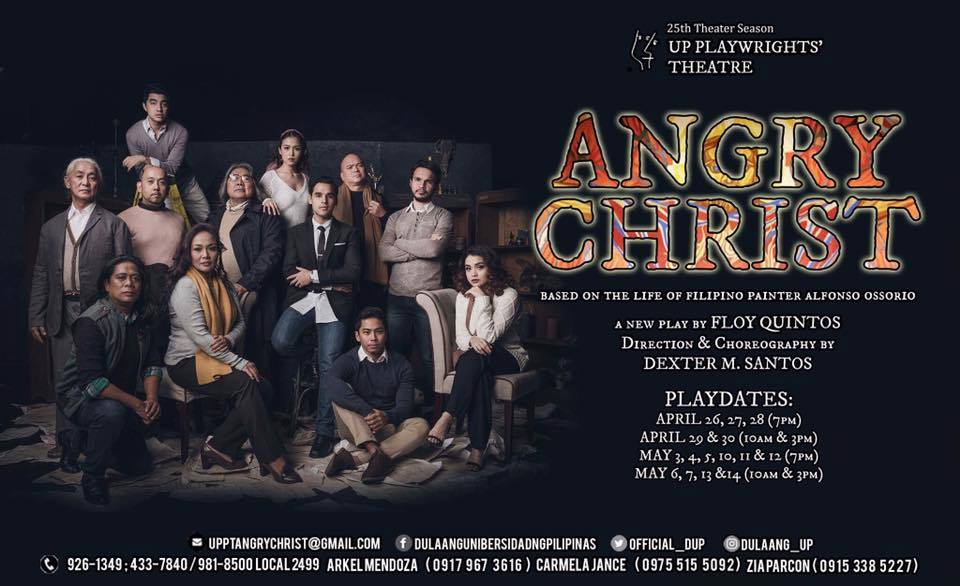 25th Theater Season
UP PLAYWRIGHTS'
THEATRE
ANGRY
CHRIST
BASED ON THE LIFE OF FILIPINO PAINTER ALFONSO OSSORIO
A NEW PLAY BY FLOY QUINTOS
DIRECTION & CHOREOGRAPHY BY
DEXTER M. SANTOS
PLAYDATES:
APRIL 26, 27, 28 (7PM)
APRIL 29 & 30 (10AM & 3PM)
MAY 3, 4, 5, 10, 11 & 12 (7PM)
MAY 6, 7, 13 &14 (10AM & 3PM)
UPPTANGRYCHRIST@GMAIL.COM DULAANGUNIBERSIDADNGPILIPINAS OFFICIAL_DUP DULAANG_UP
926-1349 ; 433-7840 / 981-8500 LOCAL 2499 ARKEL MENDOZA ( 0917 967 3616 ) CARMELA JANCE ( 0975 515 5092) ZIA PARCON ( 0915 338 5227)